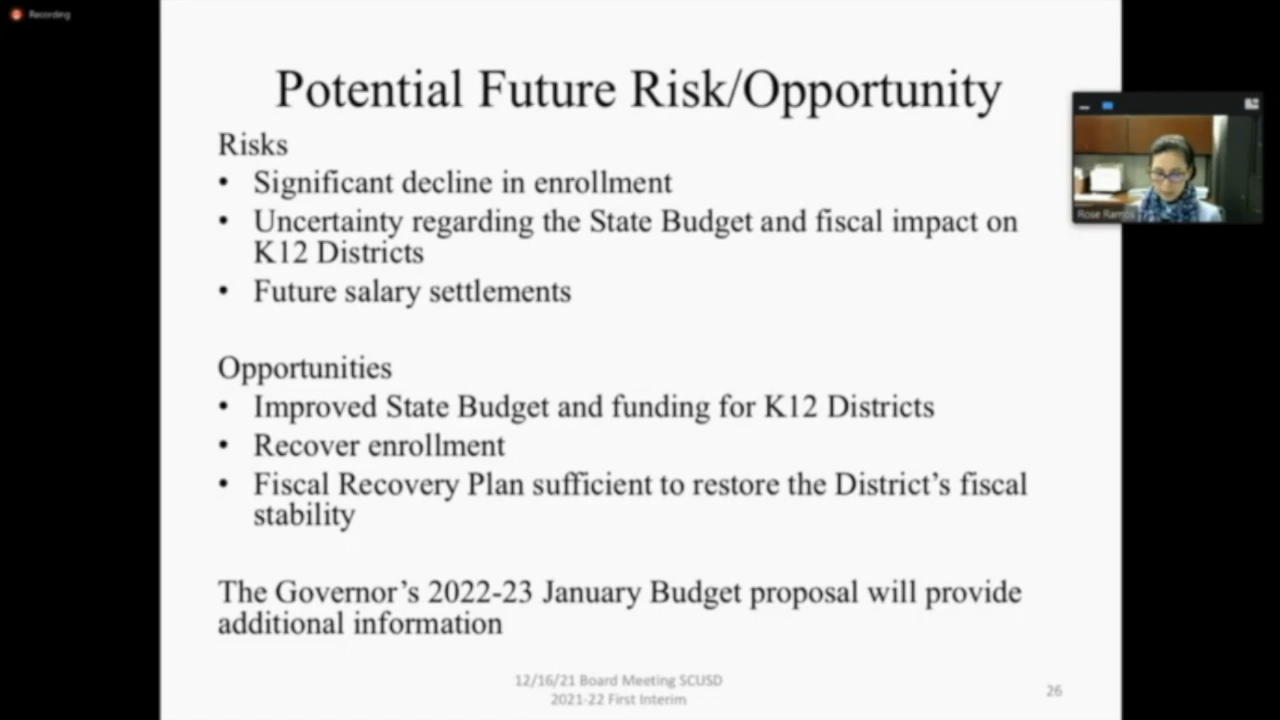 Recording
Potential Future Risk/Opportunity
Risks
• Significant decline in enrollment
• Uncertainty regarding the State Budget and fiscal impact on
K12 Districts
• Future salary settlements
Rose Ramos
Opportunities
• Improved State Budget and funding for K12 Districts
• Recover enrollment
• Fiscal Recovery Plan sufficient to restore the District’s fiscal
stability
The Governor’s 2022-23 January Budget proposal will provide
additional information
12/16/21 Board Meeting SCUSD
2021-22 First Interim
26